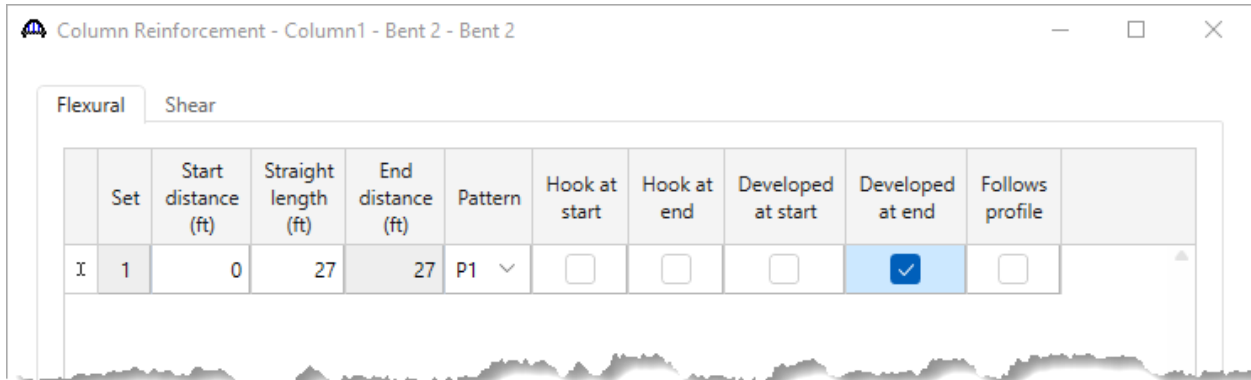 Column Reinforcement - Column1 - Bent 2 - Bent 2
Flexural Shear
Set Start distance (ft) Straight length (ft) End distance (ft) Pattern Hook at start Hook at end Developed at start Developed at end Follows profile
1 0 27 27 P1